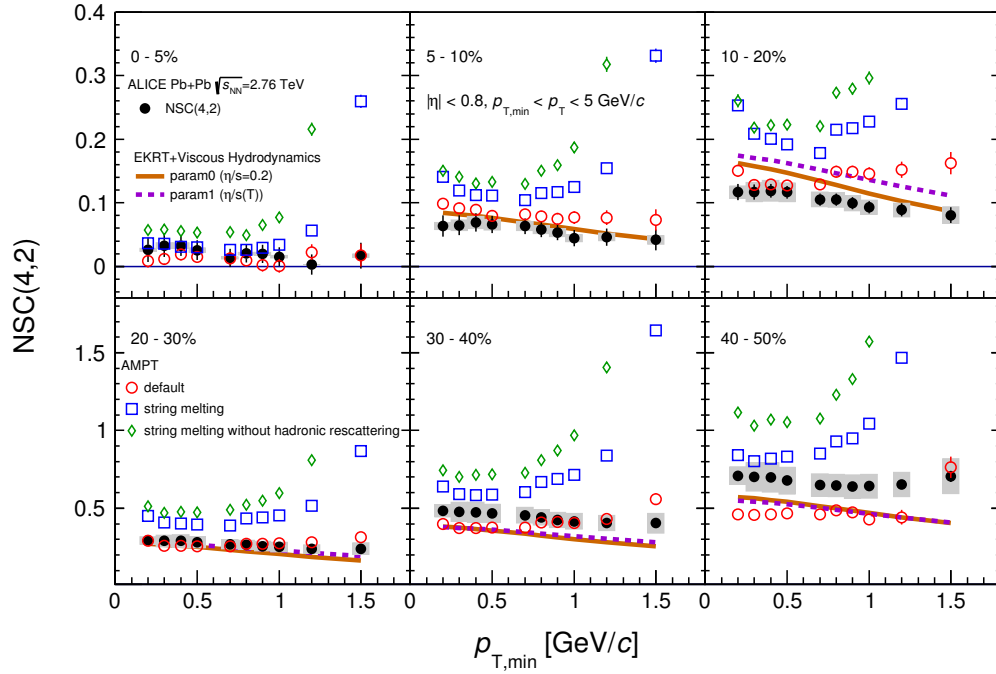 NSC(4,2)
0.4
0.3
0.2
0.1
0
0 - 5%
ALICE Pb+Pb √s_NN=2.76 TeV
NSC(4,2)
EKRT+Viscous Hydrodynamics
param0 (η/s=0.2)
param1 (η/s(T))
5 - 10%
|η| < 0.8, p_T,min < p_T < 5 GeV/c
10 - 20%
1.5
1
0.5
20 - 30%
AMPT
default
string melting
string melting without hadronic rescattering
30 - 40%
40 - 50%
0 0.5 1 1.5 0 0.5 1 1.5 0 0.5 1 1.5
p_T,min [GeV/c]